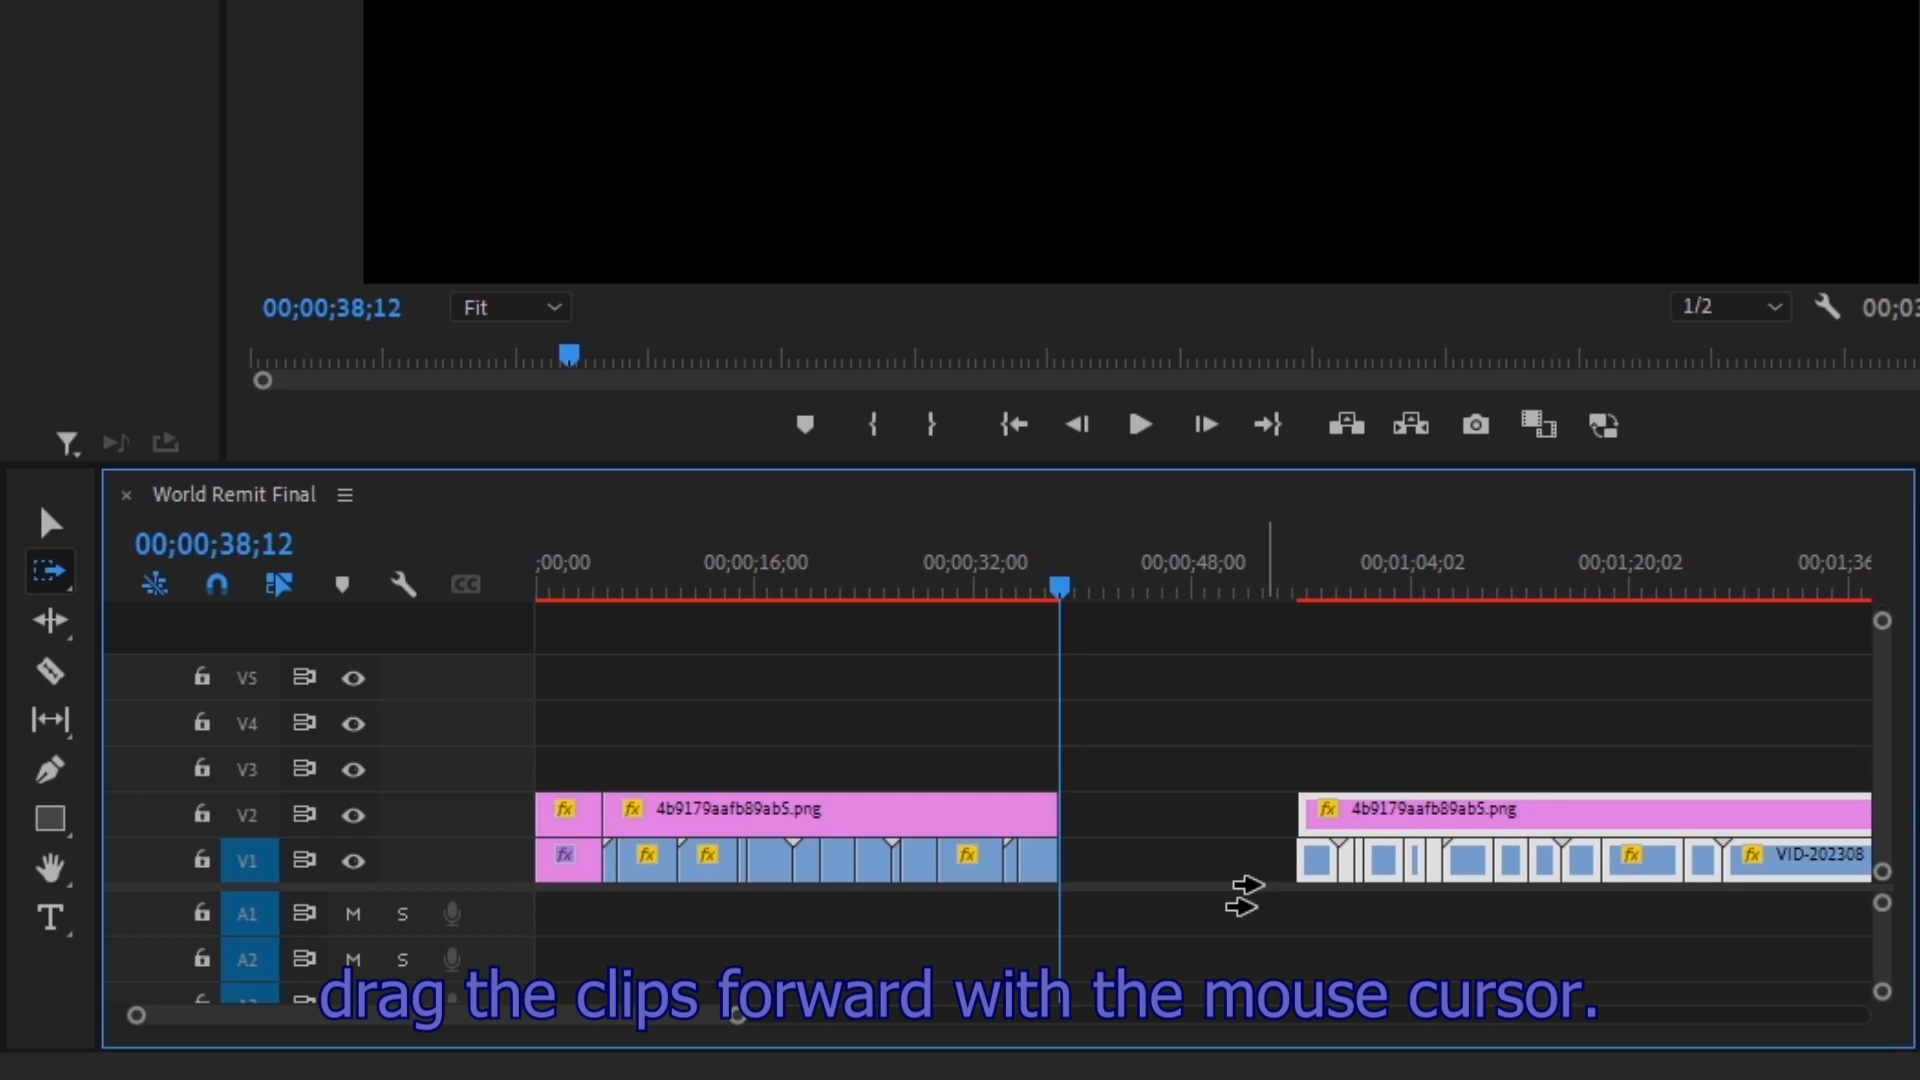 00;00;38;12
Fit
1/2
00;03
World Remit Final
00;00;38;12
;00;00
00;00;16;00
00;00;32;00
00;00;48;00
00;01;04;02
00;01;20;02
00;01;36
CC
V5
V4
V3
V2
fx
fx 4b9179aafb89ab5.png
fx 4b9179aafb89ab5.png
V1
fx
fx
fx
fx
fx
fx VID-202308
A1
M
S
A2
M
S
drag the clips forward with the mouse cursor.
T